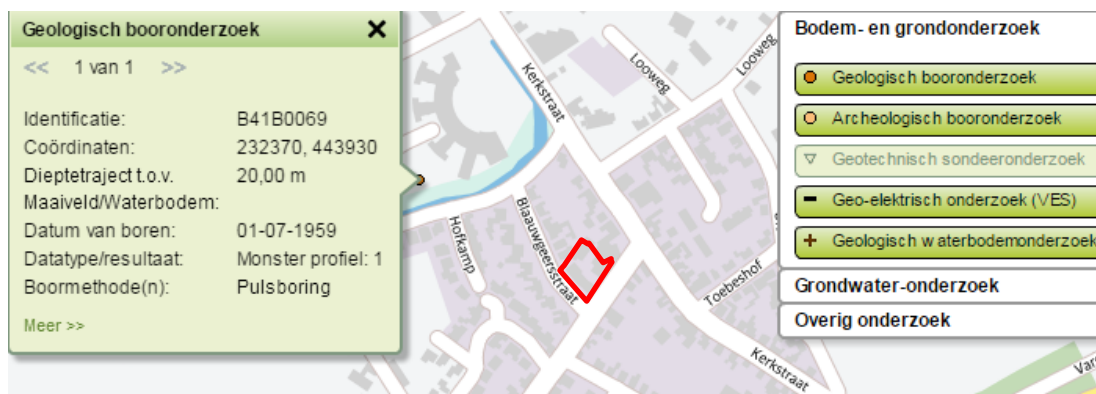 Geologisch booronderzoek
<< 1 van 1 >>
Identificatie: B41B0069
Coördinaten: 232370, 443930
Dieptetraject t.o.v. 20,00 m
Maaiveld/Waterbodem:
Datum van boren: 01-07-1959
Datatype/resultaat: Monster profiel: 1
Boormethode(n): Pulsboring
Meer >>
Kerkstraat
Looweg
Looweg
Hofkamp
Blaauwgeersstraat
Toebeshof
Kerkstraat
Vars
Bodem- en grondonderzoek
Geologisch booronderzoek
Archeologisch booronderzoek
Geotechnisch sondeeronderzoek
Geo-elektrisch onderzoek (VES)
Geologisch waterbodemonderzoek
Grondwater-onderzoek
Overig onderzoek